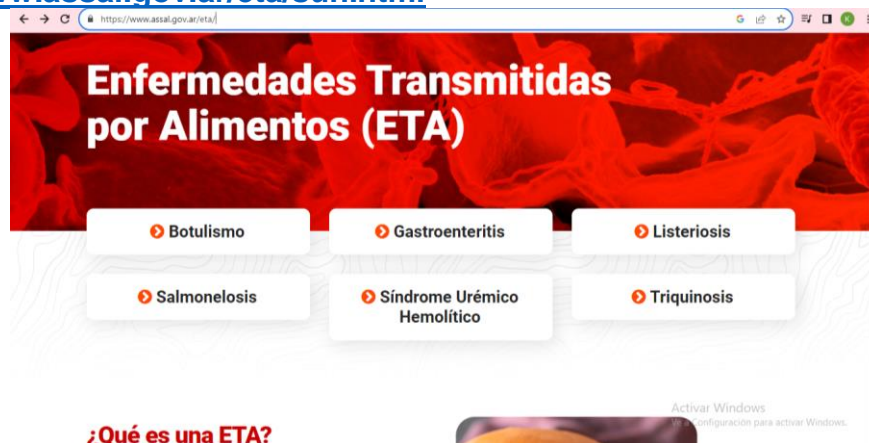 https://www.assal.gov.ar/eta/
Enfermedades Transmitidas
por Alimentos (ETA)
Botulismo
Gastroenteritis
Listeriosis
Salmonelosis
Síndrome Urémico
Hemolítico
Triquinosis
¿Qué es una ETA?
Activar Windows
Ve a Configuración para activar Windows.